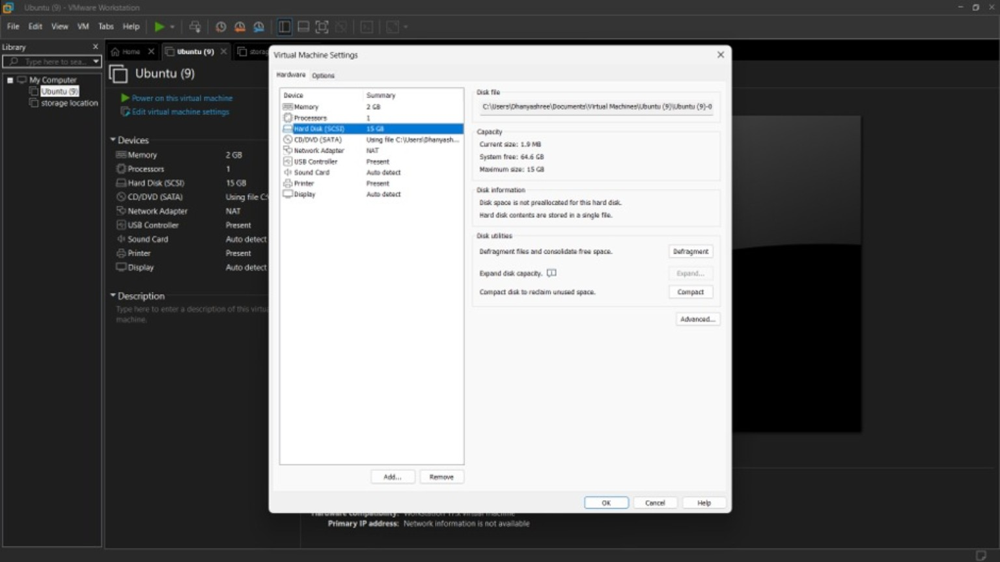 Ubuntu (9) - VMware Workstation
File Edit View VM Tabs Help
Library
Type here to sea...
My Computer
Ubuntu (9)
storage location
Home
Ubuntu (9)
Ubuntu (9)
Power on this virtual machine
Edit virtual machine settings
Devices
Memory 2 GB
Processors 1
Hard Disk (SCSI) 15 GB
CD/DVD (SATA) Using file C:
Network Adapter NAT
USB Controller Present
Sound Card Auto detect
Printer Present
Display Auto detect
Description
Type here to enter a description of this
machine.
Virtual Machine Settings
Hardware Options
Device Summary
Memory 2 GB
Processors 1
Hard Disk (SCSI) 15 GB
CD/DVD (SATA) Using file C:\Users\Dhanyash...
Network Adapter NAT
USB Controller Present
Sound Card Auto detect
Printer Present
Display Auto detect
Add... Remove
Disk file
C:\Users\Dhanyashree\Documents\Virtual Machines\Ubuntu (9)\Ubuntu (9)-0
Capacity
Current size: 1.9 MB
System free: 64.6 GB
Maximum size: 15 GB
Disk information
Disk space is not preallocated for this hard disk.
Hard disk contents are stored in a single file.
Disk utilities
Defragment files and consolidate free space. Defragment
Expand disk capacity. Expand...
Compact disk to reclaim unused space. Compact
Advanced...
OK Cancel Help
Primary IP address: Network information is not available